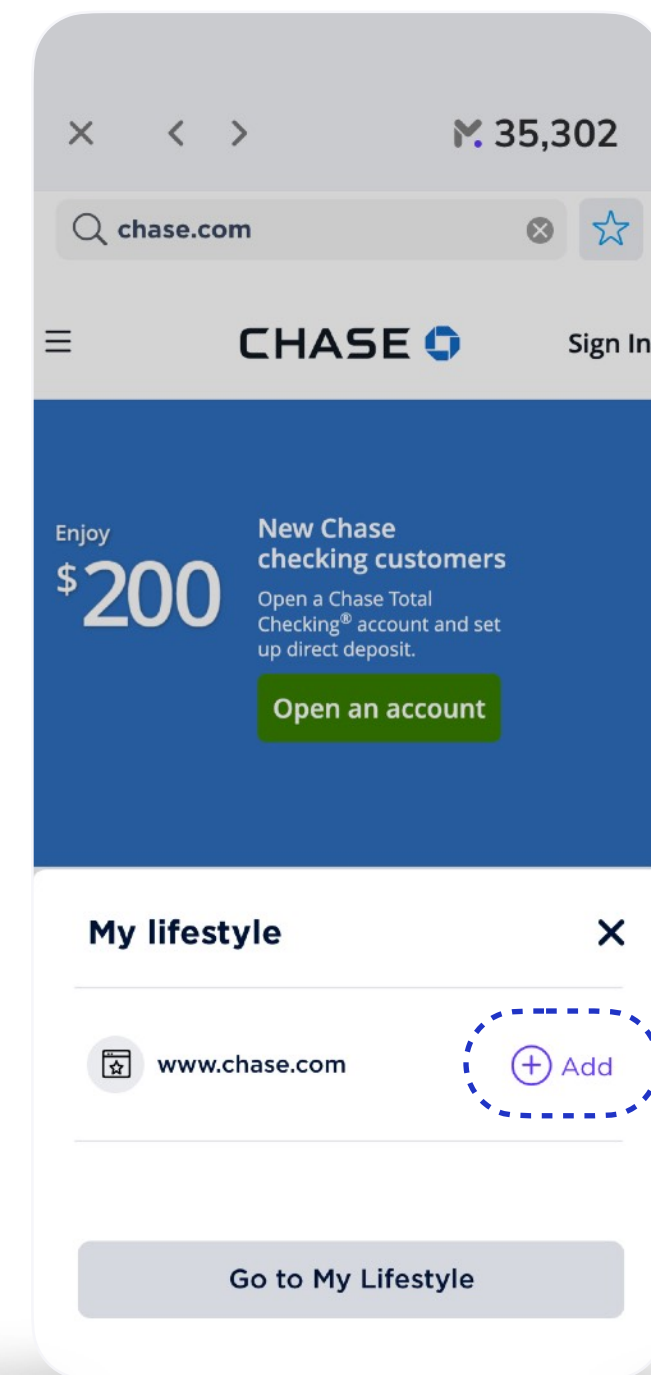 35,302
chase.com
CHASE
Sign In
Enjoy
$200
New Chase
checking customers
Open a Chase Total
Checking® account and set
up direct deposit.
Open an account
My lifestyle
www.chase.com
Add
Go to My Lifestyle